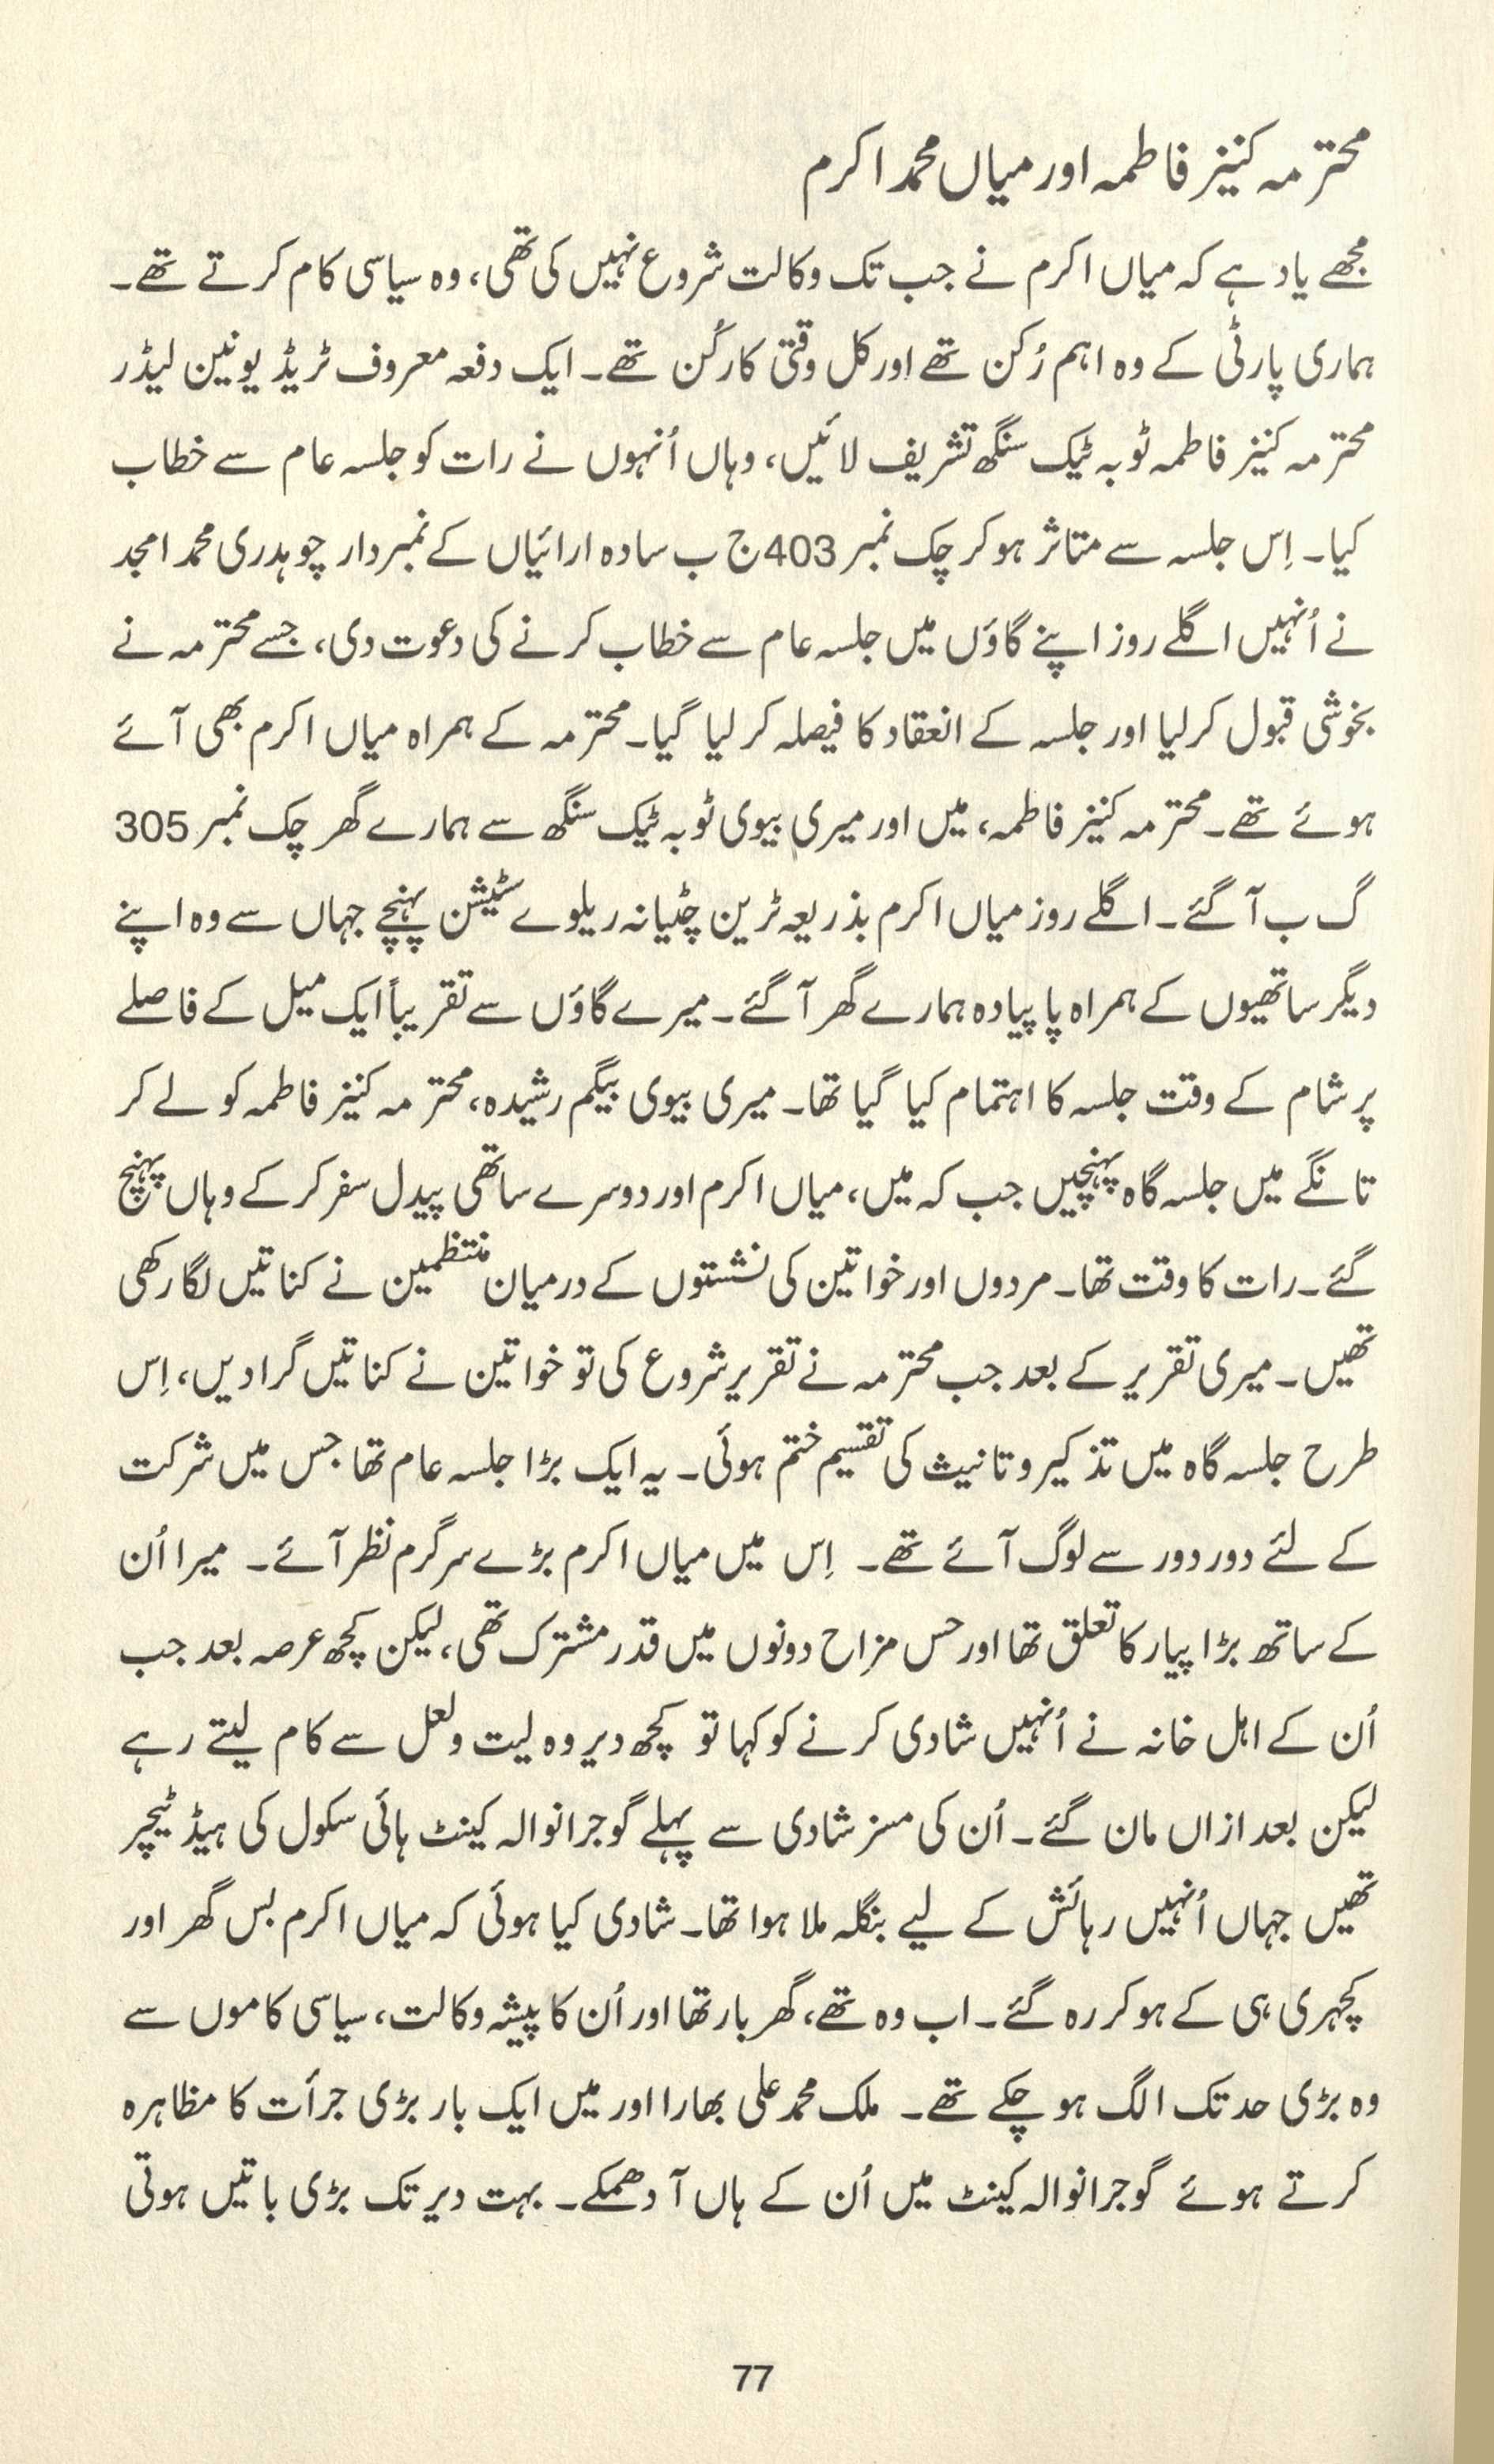 محترمہ کنیز فاطمہ اور میاں محمد اکرم
مجھے یاد ہے کہ میاں اکرم نے جب تک وکالت شروع نہیں کی تھی، وہ سیاسی کام کرتے تھے۔
ہماری پارٹی کے وہ اہم رُکن تھے اور کل وقتی کارکُن تھے۔ ایک دفعہ معروف ٹریڈ یونین لیڈر
محترمہ کنیز فاطمہ ٹوبہ ٹیک سنگھ تشریف لائیں، وہاں اُنہوں نے رات کو جلسہ عام سے خطاب
کیا۔ اِس جلسہ سے متاثر ہو کر چک نمبر 403 ج ب سادہ ارائیاں کے نمبردار چوہدری محمد امجد
نے اُنہیں اگلے روز اپنے گاؤں میں جلسہ عام سے خطاب کرنے کی دعوت دی، جسے محترمہ نے
بخوشی قبول کر لیا اور جلسہ کے انعقاد کا فیصلہ کر لیا گیا۔ محترمہ کے ہمراہ میاں اکرم بھی آئے
ہوئے تھے۔ محترمہ کنیز فاطمہ، میں اور میری بیوی ٹوبہ ٹیک سنگھ سے ہمارے گھر چک نمبر 305
گ ب آ گئے۔ اگلے روز میاں اکرم بذریعہ ٹرین چٹیانہ ریلوے سٹیشن پہنچے جہاں سے وہ اپنے
دیگر ساتھیوں کے ہمراہ پاپیادہ ہمارے گھر آ گئے۔ میرے گاؤں سے تقریباً ایک میل کے فاصلے
پر شام کے وقت جلسہ کا اہتمام کیا گیا تھا۔ میری بیوی بیگم رشیدہ، محترمہ کنیز فاطمہ کو لے کر
تانگے میں جلسہ گاہ پہنچیں جب کہ میں، میاں اکرم اور دوسرے ساتھی پیدل سفر کر کے وہاں پہنچ
گئے۔ رات کا وقت تھا۔ مردوں اور خواتین کی نشستوں کے درمیان منتظمین نے کناتیں لگا رکھی
تھیں۔ میری تقریر کے بعد جب محترمہ نے تقریر شروع کی تو خواتین نے کناتیں گرا دیں، اِس
طرح جلسہ گاہ میں تذکیر و تانیث کی تقسیم ختم ہوئی۔ یہ ایک بڑا جلسہ عام تھا جس میں شرکت
کے لئے دور دور سے لوگ آئے تھے۔ اِس میں میاں اکرم بڑے سرگرم نظر آئے۔ میرا اُن
کے ساتھ بڑا پیار کا تعلق تھا اور حس مزاح دونوں میں قدر مشترک تھی، لیکن کچھ عرصہ بعد جب
اُن کے اہل خانہ نے اُنہیں شادی کرنے کو کہا تو کچھ دیر وہ لیت و لعل سے کام لیتے رہے
لیکن بعد ازاں مان گئے۔ اُن کی مسز شادی سے پہلے گوجرانوالہ کینٹ ہائی سکول کی ہیڈ ٹیچر
تھیں جہاں اُنہیں رہائش کے لیے بنگلہ ملا ہوا تھا۔ شادی کیا ہوئی کہ میاں اکرم بس گھر اور
کچہری ہی کے ہو کر رہ گئے۔ اب وہ تھے، گھر بار تھا اور اُن کا پیشہ وکالت، سیاسی کاموں سے
وہ بڑی حد تک الگ ہو چکے تھے۔ ملک محمد علی بھارا اور میں ایک بار بڑی جرأت کا مظاہرہ
کرتے ہوئے گوجرانوالہ کینٹ میں اُن کے ہاں آ دھمکے۔ بہت دیر تک بڑی باتیں ہوتی
77